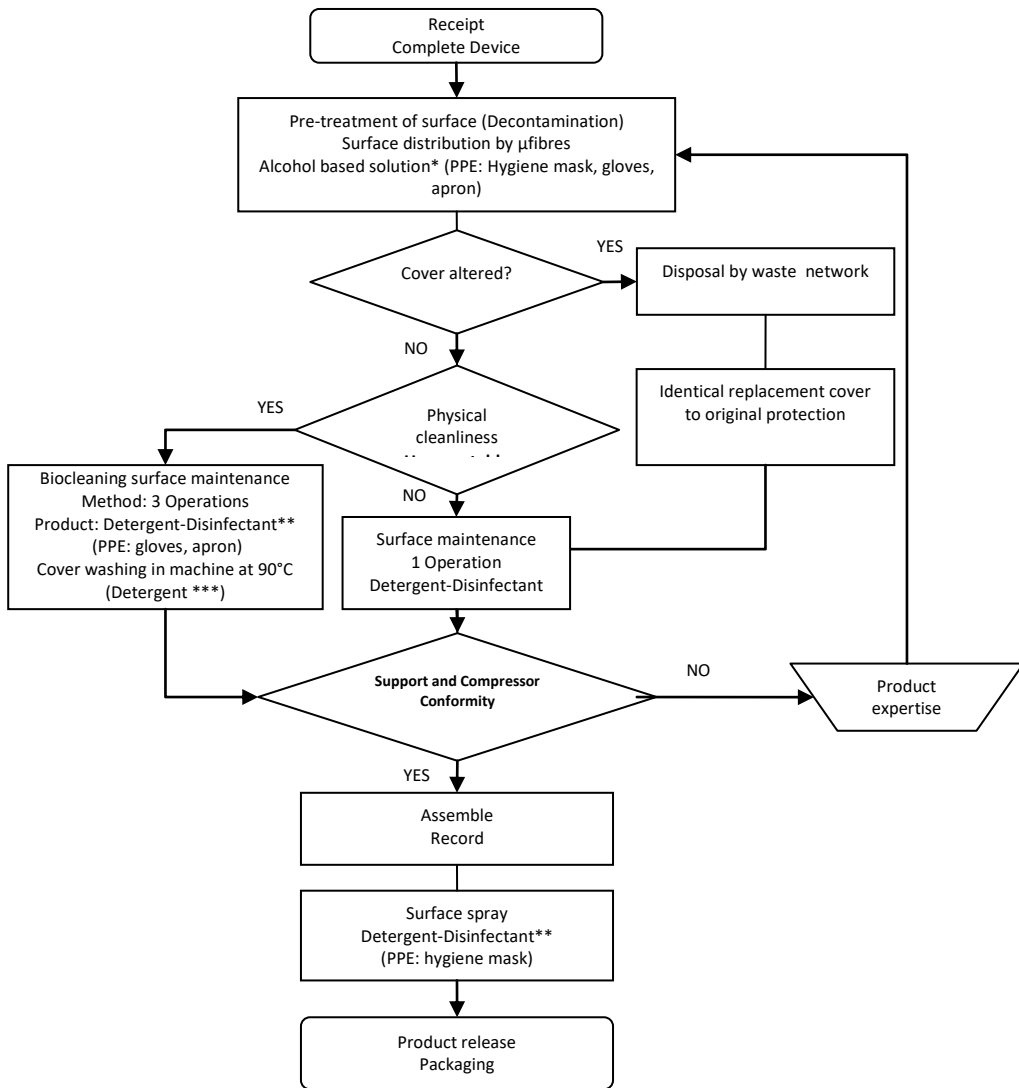 Receipt
Complete Device
Pre-treatment of surface (Decontamination)
Surface distribution by µfibres
Alcohol based solution* (PPE: Hygiene mask, gloves,
apron)
YES
Cover altered?
Disposal by waste network
NO
Identical replacement cover
to original protection
YES
Physical
cleanliness
Biocleaning surface maintenance
Method: 3 Operations
Product: Detergent-Disinfectant**
(PPE: gloves, apron)
Cover washing in machine at 90°C
(Detergent ***)
NO
Surface maintenance
1 Operation
Detergent-Disinfectant
Support and Compressor
Conformity
NO
Product
expertise
YES
Assemble
Record
Surface spray
Detergent-Disinfectant**
(PPE: hygiene mask)
Product release
Packaging